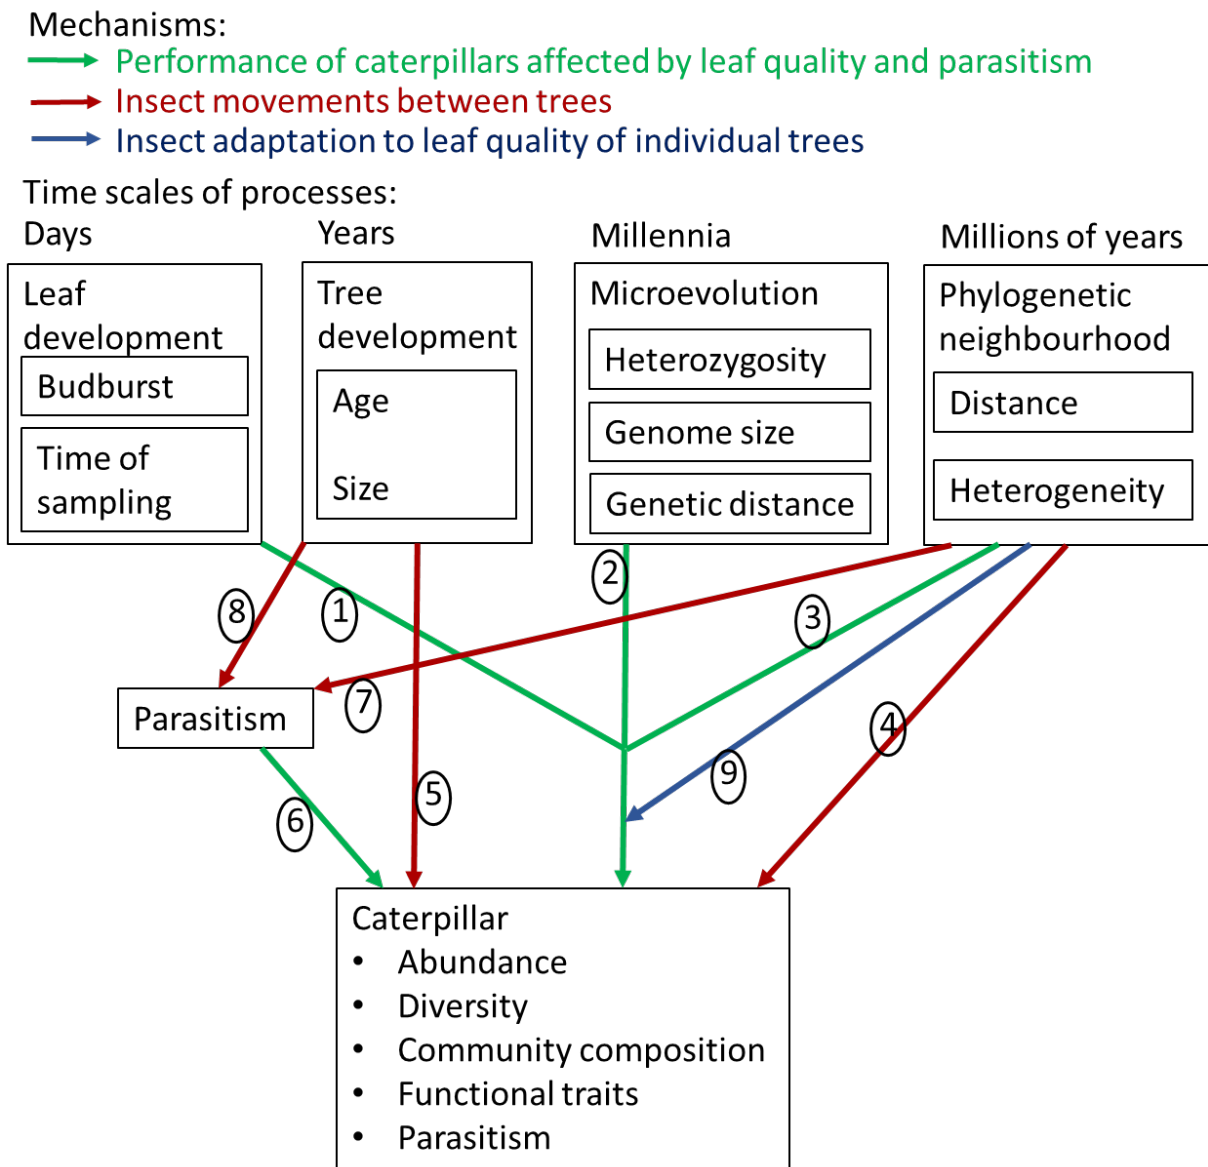 Mechanisms:
Performance of caterpillars affected by leaf quality and parasitism
Insect movements between trees
Insect adaptation to leaf quality of individual trees
Time scales of processes:
Days
Years
Millennia
Millions of years
Leaf
development
Budburst
Time of
sampling
Tree
development
Age
Size
Microevolution
Heterozygosity
Genome size
Genetic distance
Phylogenetic
neighbourhood
Distance
Heterogeneity
8
1
2
3
7
4
9
5
6
Parasitism
Caterpillar
• Abundance
• Diversity
• Community composition
• Functional traits
• Parasitism